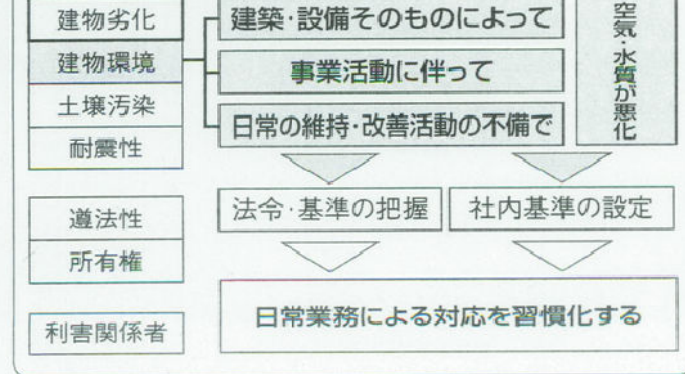 建物劣化
建物環境
土壌汚染
耐震性
遵法性
所有権
利害関係者
建築・設備そのものによって
事業活動に伴って
日常の維持・改善活動の不備で
空気・水質が悪化
法令・基準の把握
社内基準の設定
日常業務による対応を習慣化する